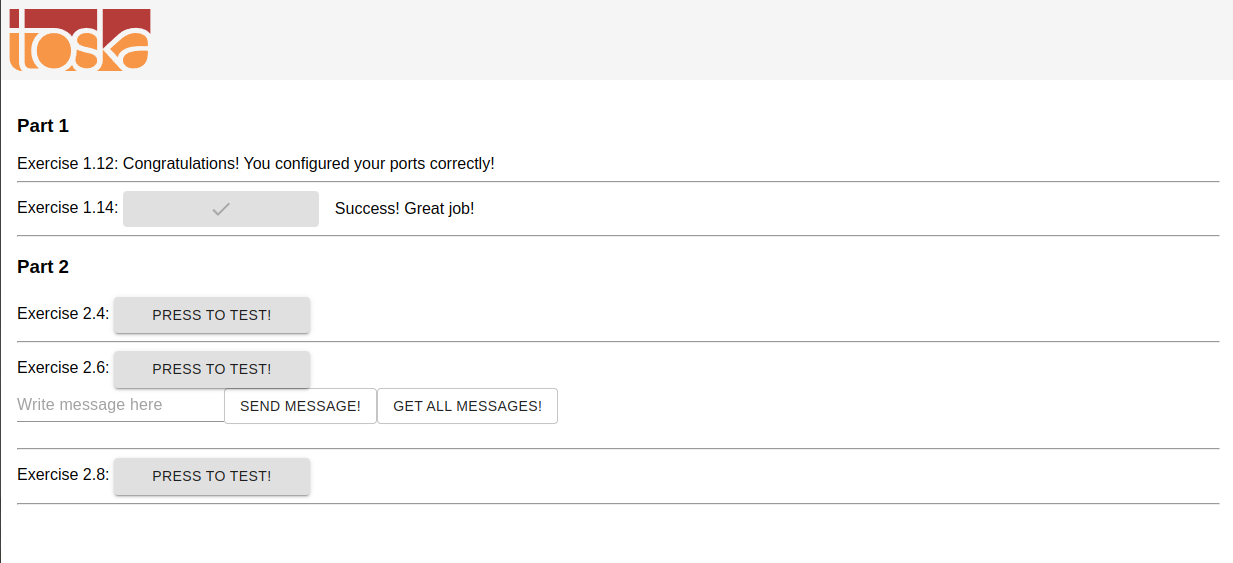 toska
Part 1
Exercise 1.12: Congratulations! You configured your ports correctly!
Exercise 1.14: Success! Great job!
Part 2
Exercise 2.4: PRESS TO TEST!
Exercise 2.6: PRESS TO TEST!
Write message here SEND MESSAGE! GET ALL MESSAGES!
Exercise 2.8: PRESS TO TEST!